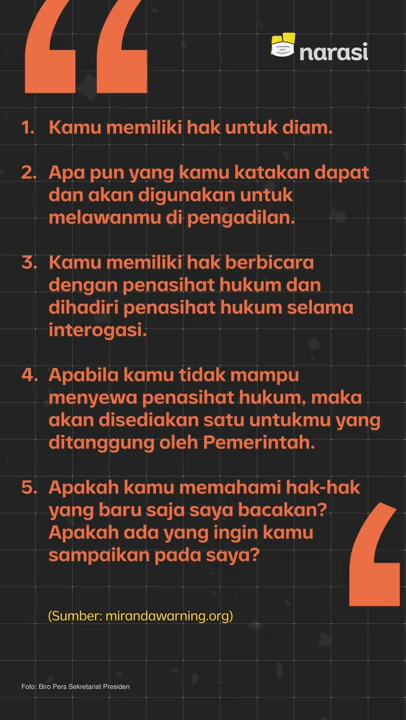 narasi
1. Kamu memiliki hak untuk diam.
2. Apa pun yang kamu katakan dapat
dan akan digunakan untuk
melawanmu di pengadilan.
3. Kamu memiliki hak berbicara
dengan penasihat hukum dan
dihadiri penasihat hukum selama
interogasi.
4. Apabila kamu tidak mampu
menyewa penasihat hukum, maka
akan disediakan satu untukmu yang
ditanggung oleh Pemerintah.
5. Apakah kamu memahami hak-hak
yang baru saja saya bacakan?
Apakah ada yang ingin kamu
sampaikan pada saya?
(Sumber: mirandawarning.org)
Foto: Biro Pers Sekretariat Presiden